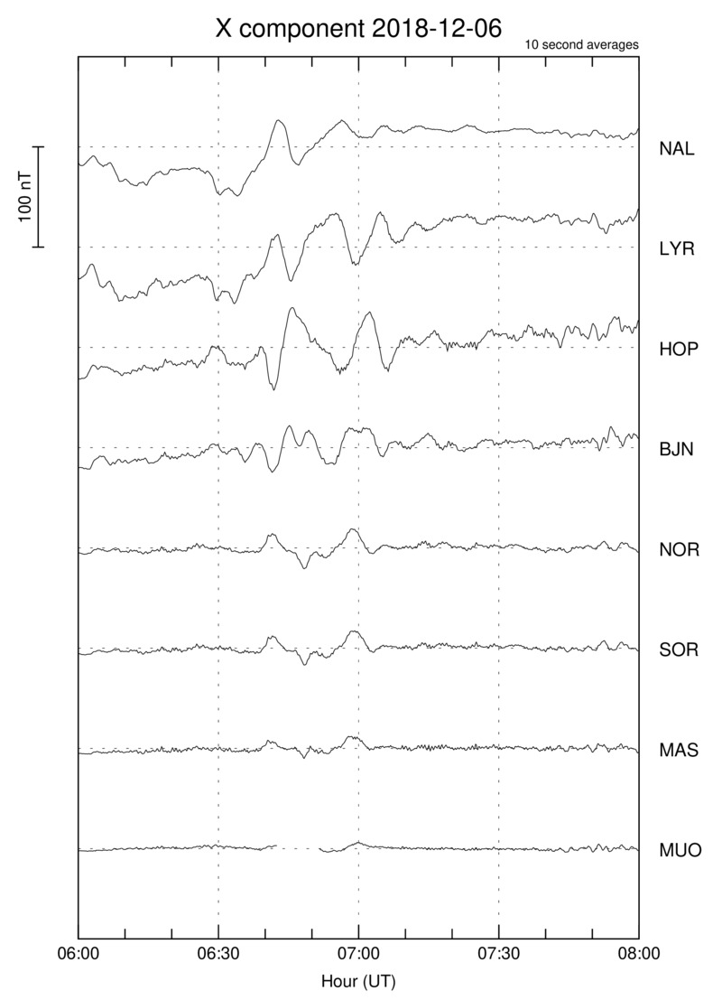 X component 2018-12-06
10 second averages
100 nT
NAL
LYR
HOP
BJN
NOR
SOR
MAS
MUO
06:00 06:30 07:00 07:30 08:00
Hour (UT)